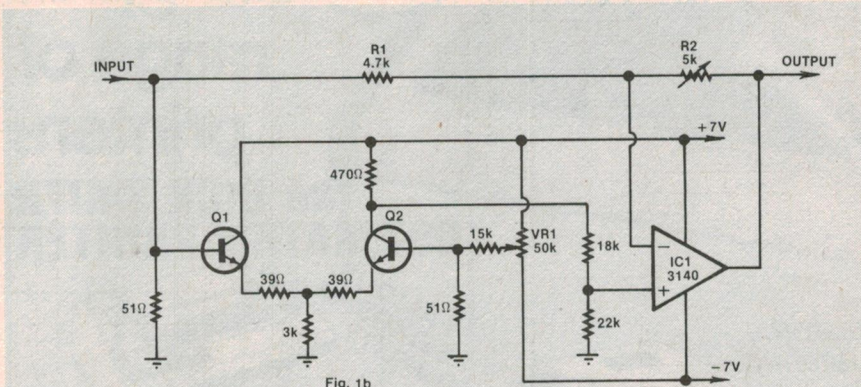 R1
4.7k
R2
5k
INPUT
OUTPUT
+7V
470Ω
Q1
Q2
15k
VR1
50k
18k
IC1
3140
−
+
39Ω
39Ω
51Ω
3k
51Ω
22k
−7V
Fig. 1b